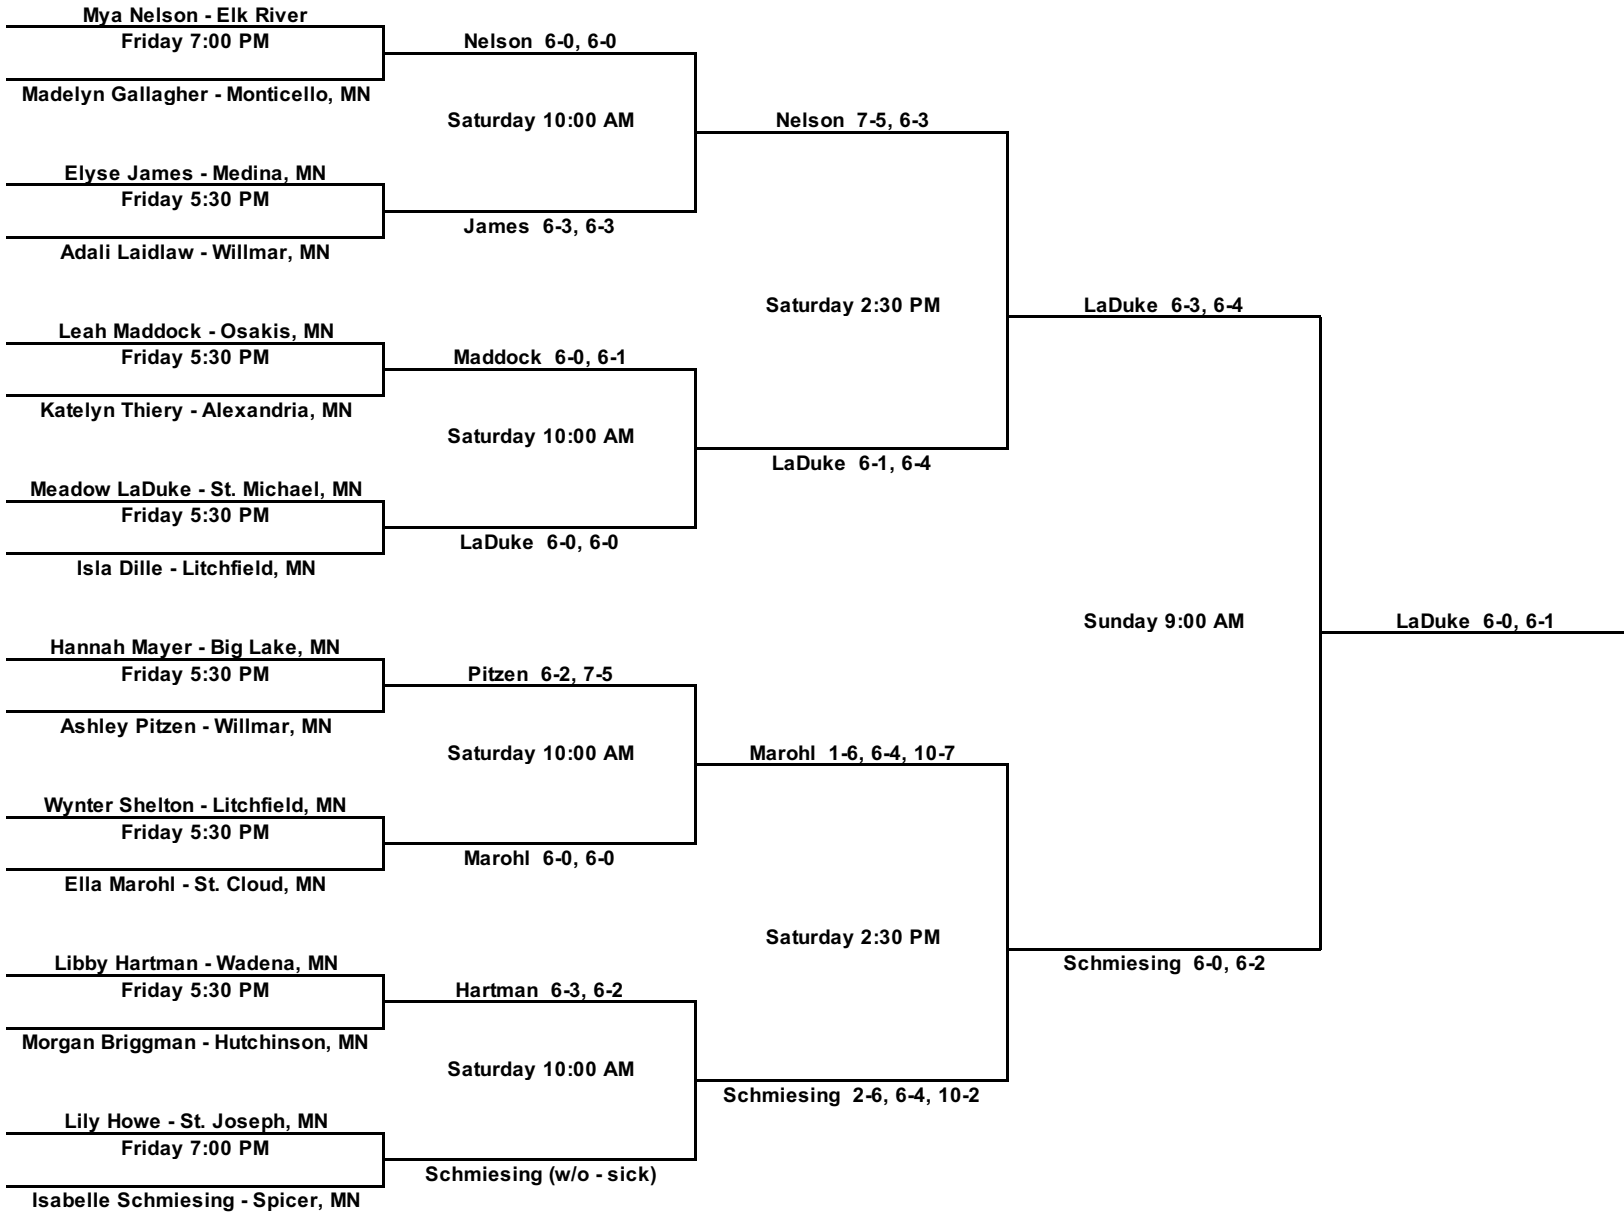 Mya Nelson - Elk River
Friday 7:00 PM
Madelyn Gallagher - Monticello, MN
Elyse James - Medina, MN
Friday 5:30 PM
Adali Laidlaw - Willmar, MN
Leah Maddock - Osakis, MN
Friday 5:30 PM
Katelyn Thiery - Alexandria, MN
Meadow LaDuke - St. Michael, MN
Friday 5:30 PM
Isla Dille - Litchfield, MN
Hannah Mayer - Big Lake, MN
Friday 5:30 PM
Ashley Pitzen - Willmar, MN
Wynter Shelton - Litchfield, MN
Friday 5:30 PM
Ella Marohl - St. Cloud, MN
Libby Hartman - Wadena, MN
Friday 5:30 PM
Morgan Briggman - Hutchinson, MN
Lily Howe - St. Joseph, MN
Friday 7:00 PM
Isabelle Schmiesing - Spicer, MN
Nelson 6-0, 6-0
Saturday 10:00 AM
James 6-3, 6-3
Maddock 6-0, 6-1
Saturday 10:00 AM
LaDuke 6-0, 6-0
Pitzen 6-2, 7-5
Saturday 10:00 AM
Marohl 6-0, 6-0
Hartman 6-3, 6-2
Saturday 10:00 AM
Schmiesing (w/o - sick)
Nelson 7-5, 6-3
Saturday 2:30 PM
LaDuke 6-1, 6-4
Marohl 1-6, 6-4, 10-7
Saturday 2:30 PM
Schmiesing 2-6, 6-4, 10-2
LaDuke 6-3, 6-4
Sunday 9:00 AM
Schmiesing 6-0, 6-2
LaDuke 6-0, 6-1